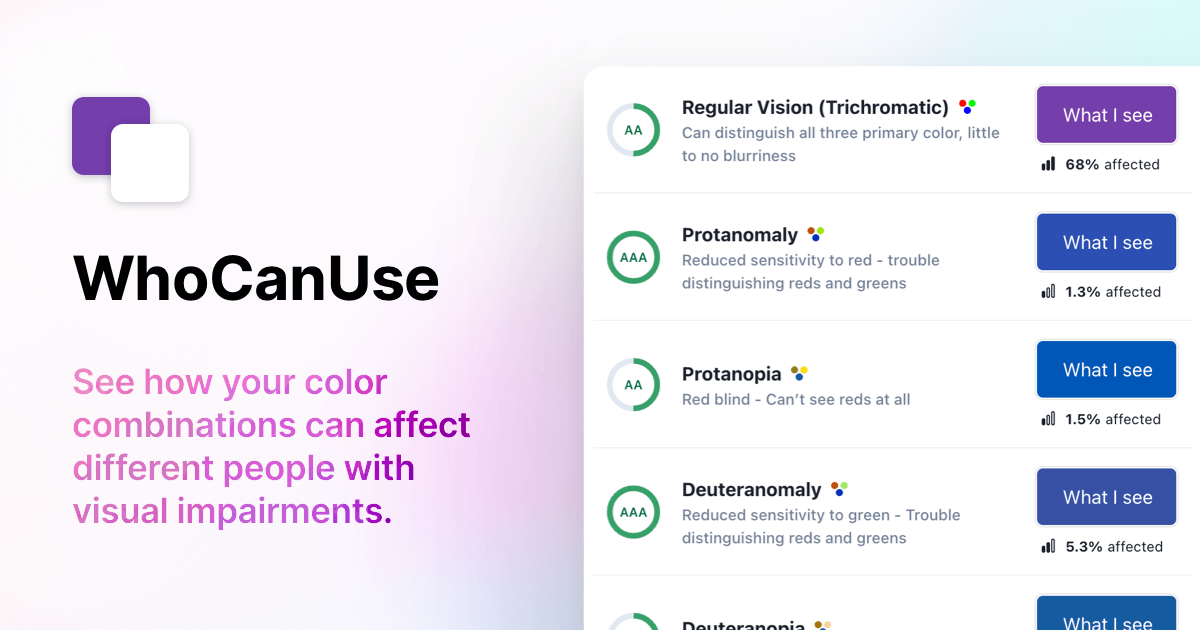 WhoCanUse
See how your color
combinations can affect
different people with
visual impairments.
AA
Regular Vision (Trichromatic)
Can distinguish all three primary color, little
to no blurriness
What I see
68% affected
AAA
Protanomaly
Reduced sensitivity to red - trouble
distinguishing reds and greens
What I see
1.3% affected
AA
Protanopia
Red blind - Can’t see reds at all
What I see
1.5% affected
AAA
Deuteranomaly
Reduced sensitivity to green - Trouble
distinguishing reds and greens
What I see
5.3% affected
Deuteranopia
What I see